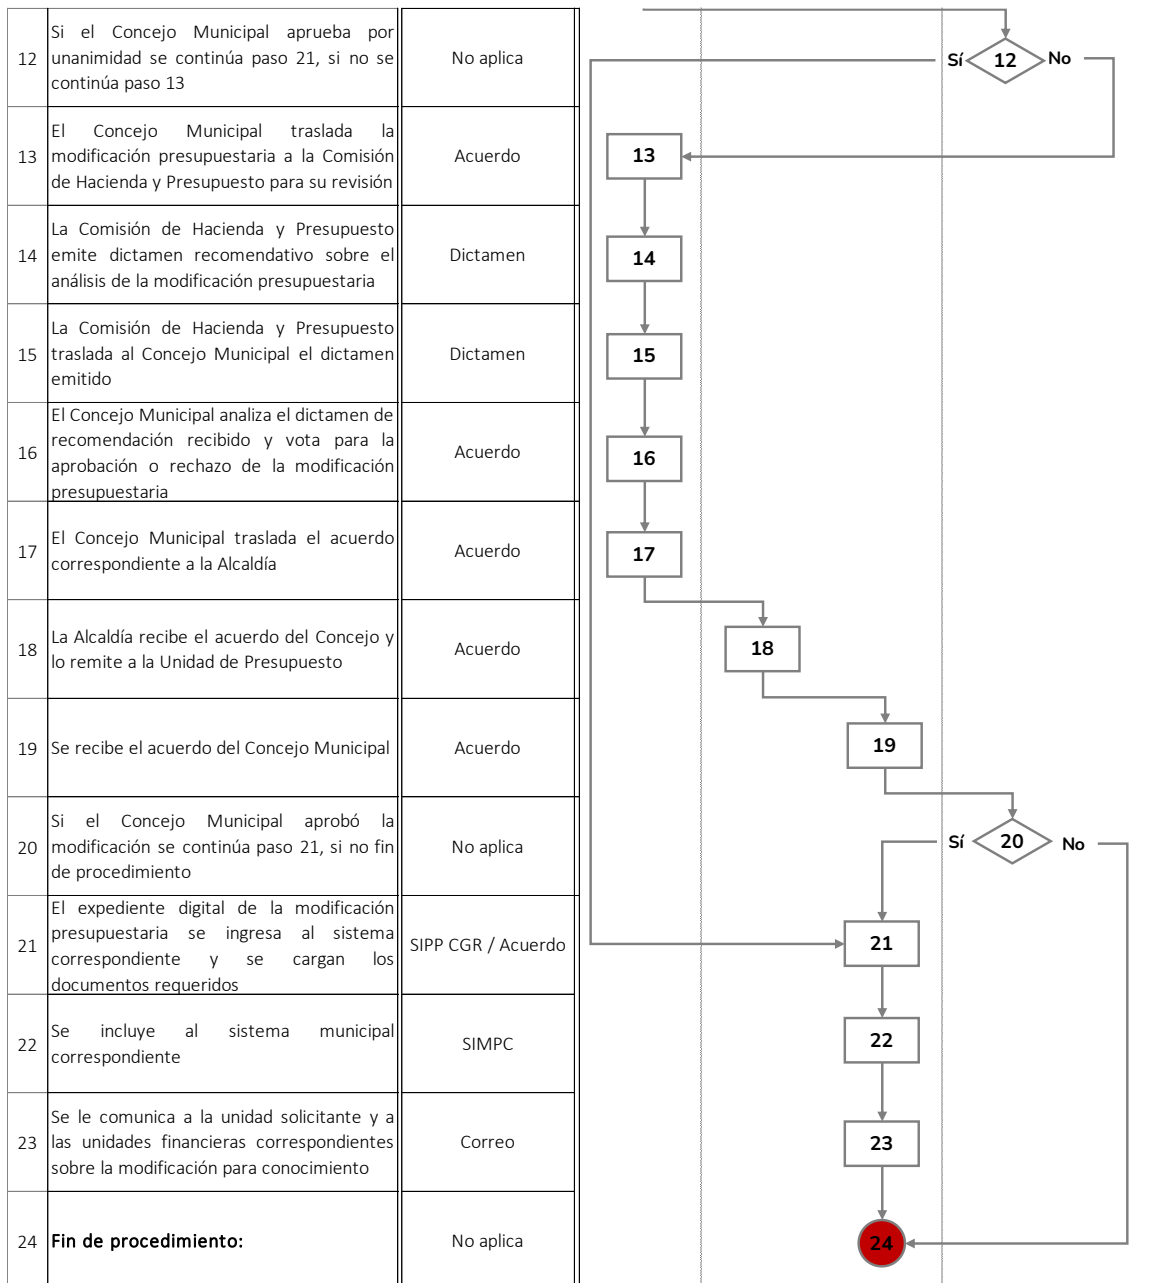 12
Si el Concejo Municipal aprueba por
unanimidad se continúa paso 21, si no se
continúa paso 13
No aplica
Sí
12
No
13
El Concejo Municipal traslada la
modificación presupuestaria a la Comisión
de Hacienda y Presupuesto para su revisión
Acuerdo
13
14
La Comisión de Hacienda y Presupuesto
emite dictamen recomendativo sobre el
análisis de la modificación presupuestaria
Dictamen
14
15
La Comisión de Hacienda y Presupuesto
traslada al Concejo Municipal el dictamen
emitido
Dictamen
15
16
El Concejo Municipal analiza el dictamen de
recomendación recibido y vota para la
aprobación o rechazo de la modificación
presupuestaria
Acuerdo
16
17
El Concejo Municipal traslada el acuerdo
correspondiente a la Alcaldía
Acuerdo
17
18
La Alcaldía recibe el acuerdo del Concejo y
lo remite a la Unidad de Presupuesto
Acuerdo
18
19
Se recibe el acuerdo del Concejo Municipal
Acuerdo
19
20
Si el Concejo Municipal aprobó la
modificación se continúa paso 21, si no fin
de procedimiento
No aplica
Sí
20
No
21
El expediente digital de la modificación
presupuestaria se ingresa al sistema
correspondiente y se cargan los
documentos requeridos
SIPP CGR / Acuerdo
21
22
Se incluye al sistema municipal
correspondiente
SIMPC
22
23
Se le comunica a la unidad solicitante y a
las unidades financieras correspondientes
sobre la modificación para conocimiento
Correo
23
24
Fin de procedimiento:
No aplica
24